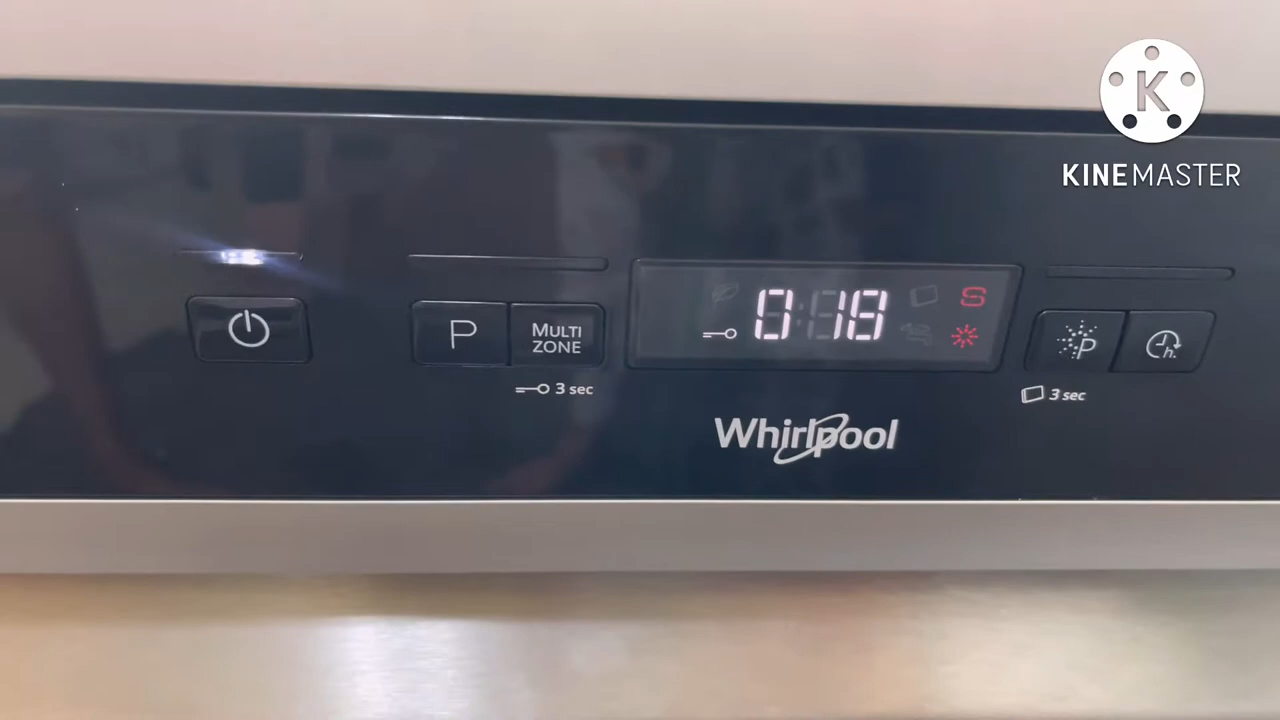 K
KINEMASTER
P
MULTI
ZONE
3 sec
0:18
S
P
h.
3 sec
Whirlpool